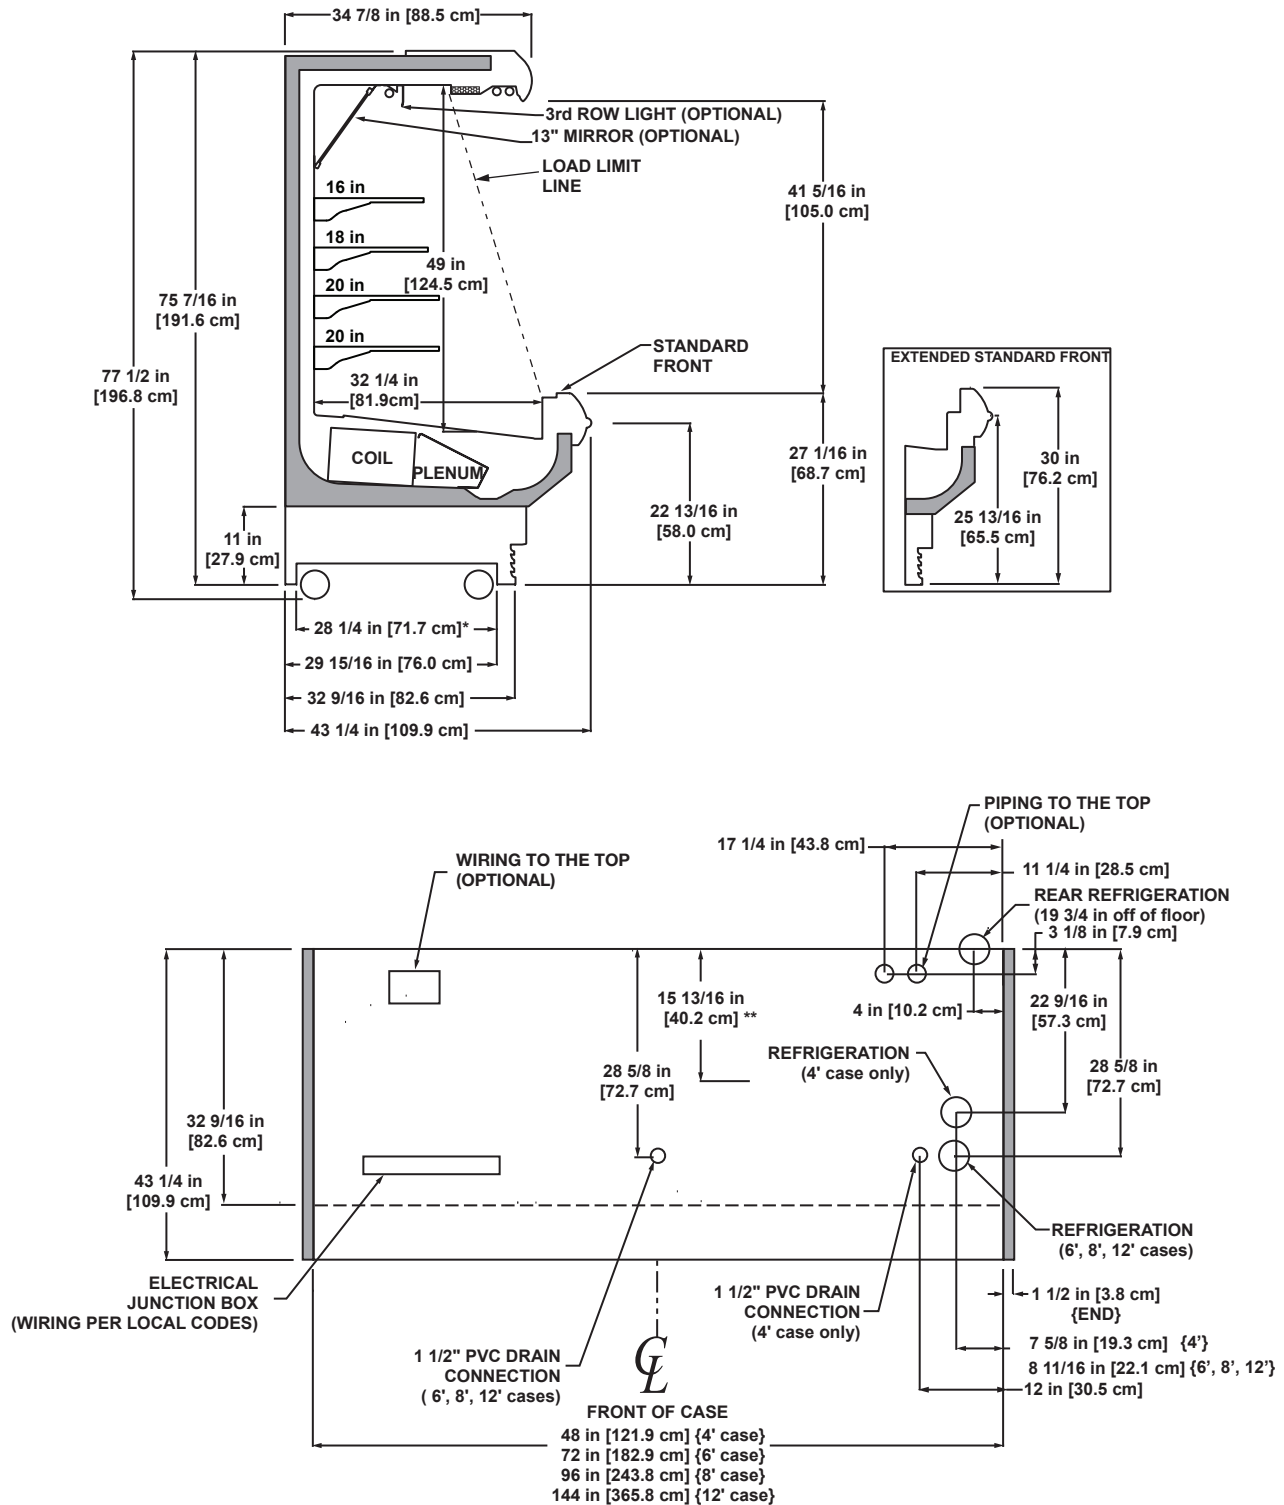 34 7/8 in [88.5 cm]
3rd ROW LIGHT (OPTIONAL)
13" MIRROR (OPTIONAL)
LOAD LIMIT
LINE
16 in
41 5/16 in
[105.0 cm]
18 in
49 in
[124.5 cm]
20 in
75 7/16 in
[191.6 cm]
20 in
STANDARD
FRONT
EXTENDED STANDARD FRONT
77 1/2 in
[196.8 cm]
32 1/4 in
[81.9cm]
COIL
PLENUM
27 1/16 in
[68.7 cm]
30 in
[76.2 cm]
22 13/16 in
[58.0 cm]
25 13/16 in
[65.5 cm]
11 in
[27.9 cm]
28 1/4 in [71.7 cm]*
29 15/16 in [76.0 cm]
32 9/16 in [82.6 cm]
43 1/4 in [109.9 cm]
PIPING TO THE TOP
(OPTIONAL)
17 1/4 in [43.8 cm]
WIRING TO THE TOP
(OPTIONAL)
11 1/4 in [28.5 cm]
REAR REFRIGERATION
(19 3/4 in off of floor)
3 1/8 in [7.9 cm]
15 13/16 in
[40.2 cm] **
4 in [10.2 cm]
22 9/16 in
[57.3 cm]
REFRIGERATION
(4' case only)
28 5/8 in
[72.7 cm]
28 5/8 in
[72.7 cm]
32 9/16 in
[82.6 cm]
43 1/4 in
[109.9 cm]
REFRIGERATION
(6', 8', 12' cases)
ELECTRICAL
JUNCTION BOX
(WIRING PER LOCAL CODES)
1 1/2" PVC DRAIN
CONNECTION
(4' case only)
1 1/2 in [3.8 cm]
{END}
7 5/8 in [19.3 cm] {4’}
8 11/16 in [22.1 cm] {6’, 8’, 12’}
12 in [30.5 cm]
1 1/2" PVC DRAIN
CONNECTION
( 6', 8', 12' cases)
CL
FRONT OF CASE
48 in [121.9 cm] {4' case}
72 in [182.9 cm] {6' case}
96 in [243.8 cm] {8' case}
144 in [365.8 cm] {12' case}